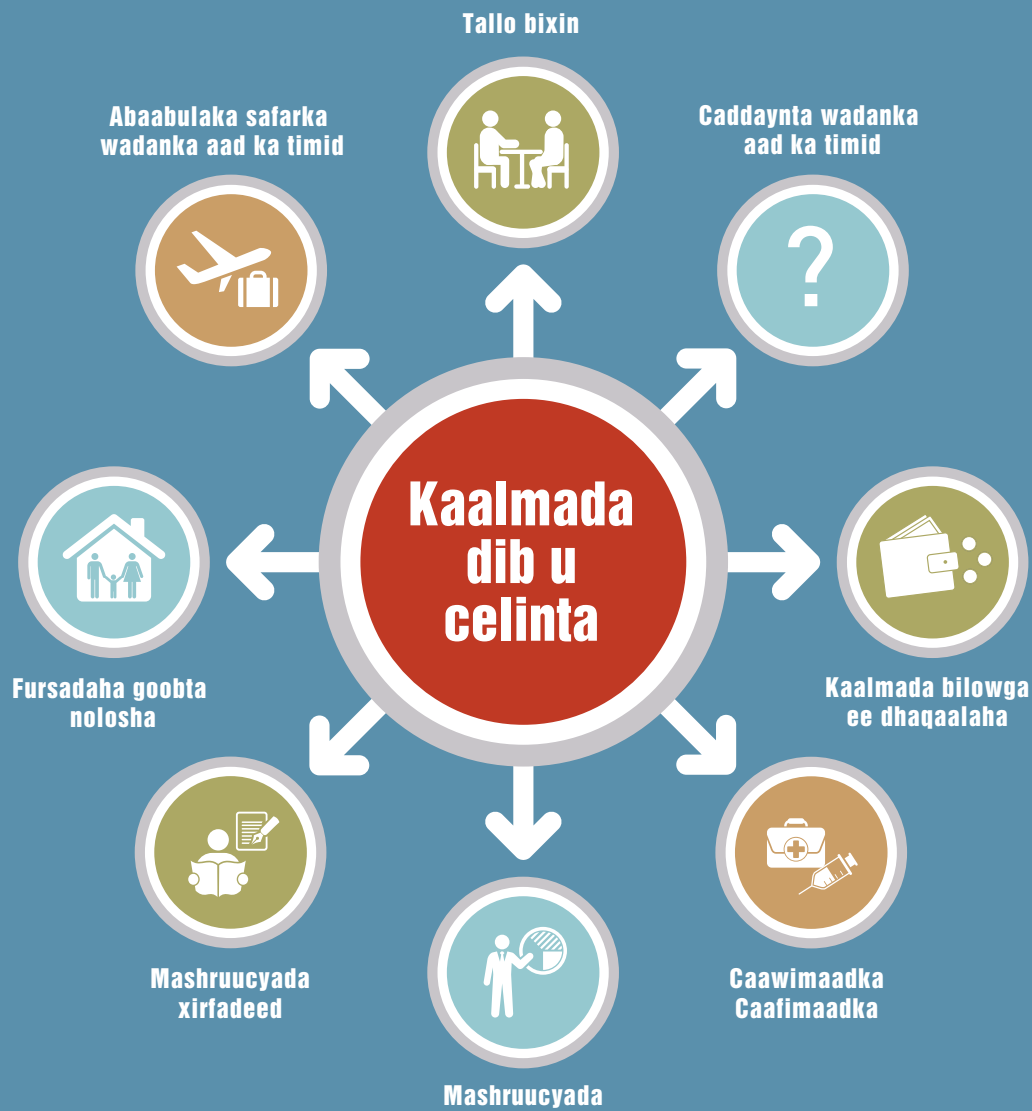 Tallo bixin
Abaabulaka safarka
wadanka aad ka timid
Caddaynta wadanka
aad ka timid
?
Kaalmada
dib u
celinta
Fursadaha goobta
nolosha
Kaalmada bilowga
ee dhaqaalaha
Mashruucyada
xirfadeed
Caawimaadka
Caafimaadka
Mashruucyada